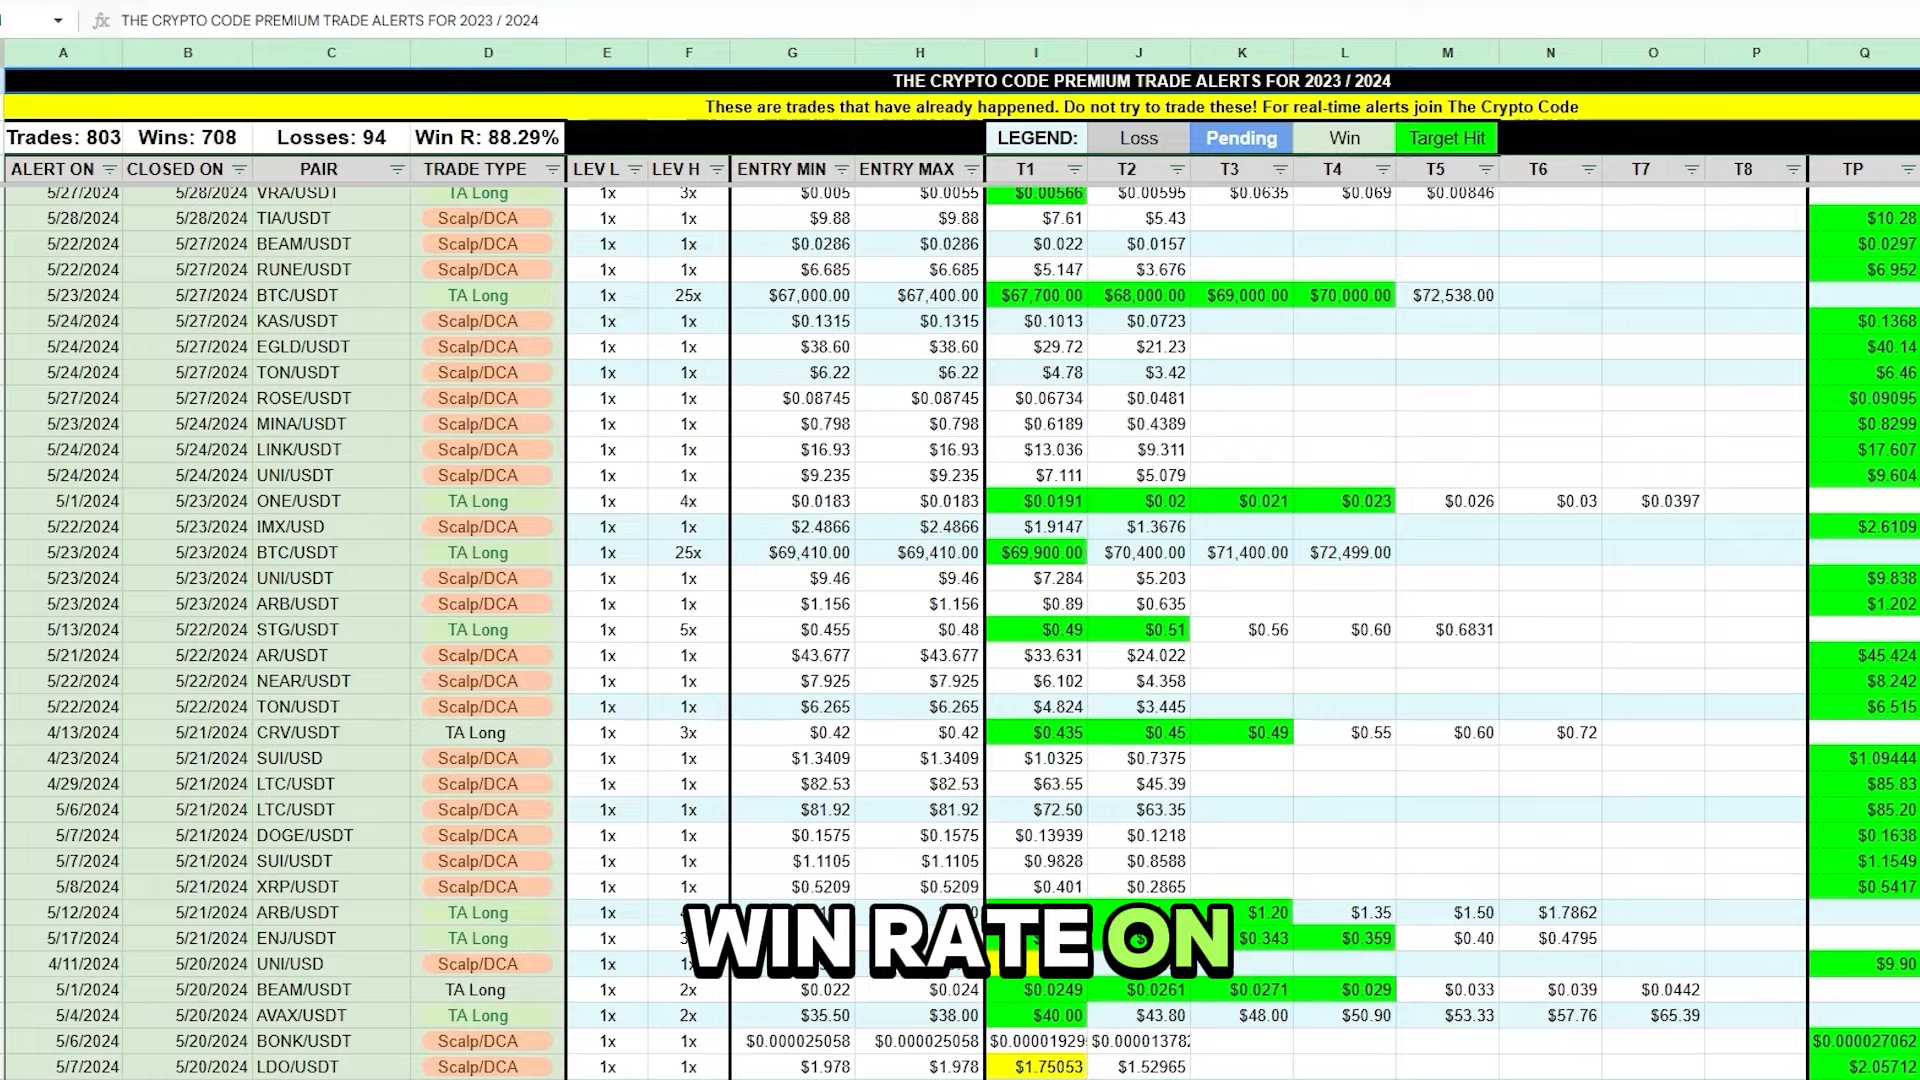 THE CRYPTO CODE PREMIUM TRADE ALERTS FOR 2023 / 2024
A B C D E F G H I J K L M N O P Q
THE CRYPTO CODE PREMIUM TRADE ALERTS FOR 2023 / 2024
These are trades that have already happened. Do not try to trade these! For real-time alerts join The Crypto Code
Trades: 803 Wins: 708 Losses: 94 Win R: 88.29% LEGEND: Loss Pending Win Target Hit
ALERT ON CLOSED ON PAIR TRADE TYPE LEV L LEV H ENTRY MIN ENTRY MAX T1 T2 T3 T4 T5 T6 T7 T8 TP
5/27/2024 5/28/2024 VRA/USDT TA Long 1x 3x $0.005 $0.0055 $0.00566 $0.00595 $0.0635 $0.069 $0.00846
5/28/2024 5/28/2024 TIA/USDT Scalp/DCA 1x 1x $9.88 $9.88 $7.61 $5.43 $10.28
5/22/2024 5/27/2024 BEAM/USDT Scalp/DCA 1x 1x $0.0286 $0.0286 $0.022 $0.0157 $0.0297
5/22/2024 5/27/2024 RUNE/USDT Scalp/DCA 1x 1x $6.685 $6.685 $5.147 $3.676 $6.952
5/23/2024 5/27/2024 BTC/USDT TA Long 1x 25x $67,000.00 $67,400.00 $67,700.00 $68,000.00 $69,000.00 $70,000.00 $72,538.00
5/24/2024 5/27/2024 KAS/USDT Scalp/DCA 1x 1x $0.1315 $0.1315 $0.1013 $0.0723 $0.1368
5/24/2024 5/27/2024 EGLD/USDT Scalp/DCA 1x 1x $38.60 $38.60 $29.72 $21.23 $40.14
5/24/2024 5/27/2024 TON/USDT Scalp/DCA 1x 1x $6.22 $6.22 $4.78 $3.42 $6.46
5/27/2024 5/27/2024 ROSE/USDT Scalp/DCA 1x 1x $0.08745 $0.08745 $0.06734 $0.0481 $0.09095
5/23/2024 5/24/2024 MINA/USDT Scalp/DCA 1x 1x $0.798 $0.798 $0.6189 $0.4389 $0.8299
5/24/2024 5/24/2024 LINK/USDT Scalp/DCA 1x 1x $16.93 $16.93 $13.036 $9.311 $17.607
5/24/2024 5/24/2024 UNI/USDT Scalp/DCA 1x 1x $9.235 $9.235 $7.111 $5.079 $9.604
5/1/2024 5/23/2024 ONE/USDT TA Long 1x 4x $0.0183 $0.0183 $0.0191 $0.02 $0.021 $0.023 $0.026 $0.03 $0.0397
5/22/2024 5/23/2024 IMX/USD Scalp/DCA 1x 1x $2.4866 $2.4866 $1.9147 $1.3676 $2.6109
5/23/2024 5/23/2024 BTC/USDT TA Long 1x 25x $69,410.00 $69,410.00 $69,900.00 $70,400.00 $71,400.00 $72,499.00
5/23/2024 5/23/2024 UNI/USDT Scalp/DCA 1x 1x $9.46 $9.46 $7.284 $5.203 $9.838
5/23/2024 5/23/2024 ARB/USDT Scalp/DCA 1x 1x $1.156 $1.156 $0.89 $0.635 $1.202
5/13/2024 5/22/2024 STG/USDT TA Long 1x 5x $0.455 $0.48 $0.49 $0.51 $0.56 $0.60 $0.6831
5/21/2024 5/22/2024 AR/USDT Scalp/DCA 1x 1x $43.677 $43.677 $33.631 $24.022 $45.424
5/22/2024 5/22/2024 NEAR/USDT Scalp/DCA 1x 1x $7.925 $7.925 $6.102 $4.358 $8.242
5/22/2024 5/22/2024 TON/USDT Scalp/DCA 1x 1x $6.265 $6.265 $4.824 $3.445 $6.515
4/13/2024 5/21/2024 CRV/USDT TA Long 1x 3x $0.42 $0.42 $0.435 $0.45 $0.49 $0.55 $0.60 $0.72
4/23/2024 5/21/2024 SUI/USD Scalp/DCA 1x 1x $1.3409 $1.3409 $1.0325 $0.7375 $1.09444
4/29/2024 5/21/2024 LTC/USDT Scalp/DCA 1x 1x $82.53 $82.53 $63.55 $45.39 $85.83
5/6/2024 5/21/2024 LTC/USDT Scalp/DCA 1x 1x $81.92 $81.92 $72.50 $63.35 $85.20
5/7/2024 5/21/2024 DOGE/USDT Scalp/DCA 1x 1x $0.1575 $0.1575 $0.13939 $0.1218 $0.1638
5/7/2024 5/21/2024 SUI/USDT Scalp/DCA 1x 1x $1.1105 $1.1105 $0.9828 $0.8588 $1.1549
5/8/2024 5/21/2024 XRP/USDT Scalp/DCA 1x 1x $0.5209 $0.5209 $0.401 $0.2865 $0.5417
5/12/2024 5/21/2024 ARB/USDT TA Long 1x $1.20 $1.35 $1.50 $1.7862
5/17/2024 5/21/2024 ENJ/USDT TA Long 1x $0.343 $0.359 $0.40 $0.4795
WIN RATE ON
4/11/2024 5/20/2024 UNI/USD Scalp/DCA 1x $9.90
5/1/2024 5/20/2024 BEAM/USDT TA Long 1x 2x $0.022 $0.024 $0.0249 $0.0261 $0.0271 $0.029 $0.033 $0.039 $0.0442
5/4/2024 5/20/2024 AVAX/USDT TA Long 1x 2x $35.50 $38.00 $40.00 $43.80 $48.00 $50.90 $53.33 $57.76 $65.39
5/6/2024 5/20/2024 BONK/USDT Scalp/DCA 1x 1x $0.000025058 $0.000025058 $0.00001929 $0.00001378 $0.000027062
5/7/2024 5/20/2024 LDO/USDT Scalp/DCA 1x 1x $1.978 $1.978 $1.75053 $1.52965 $2.05712